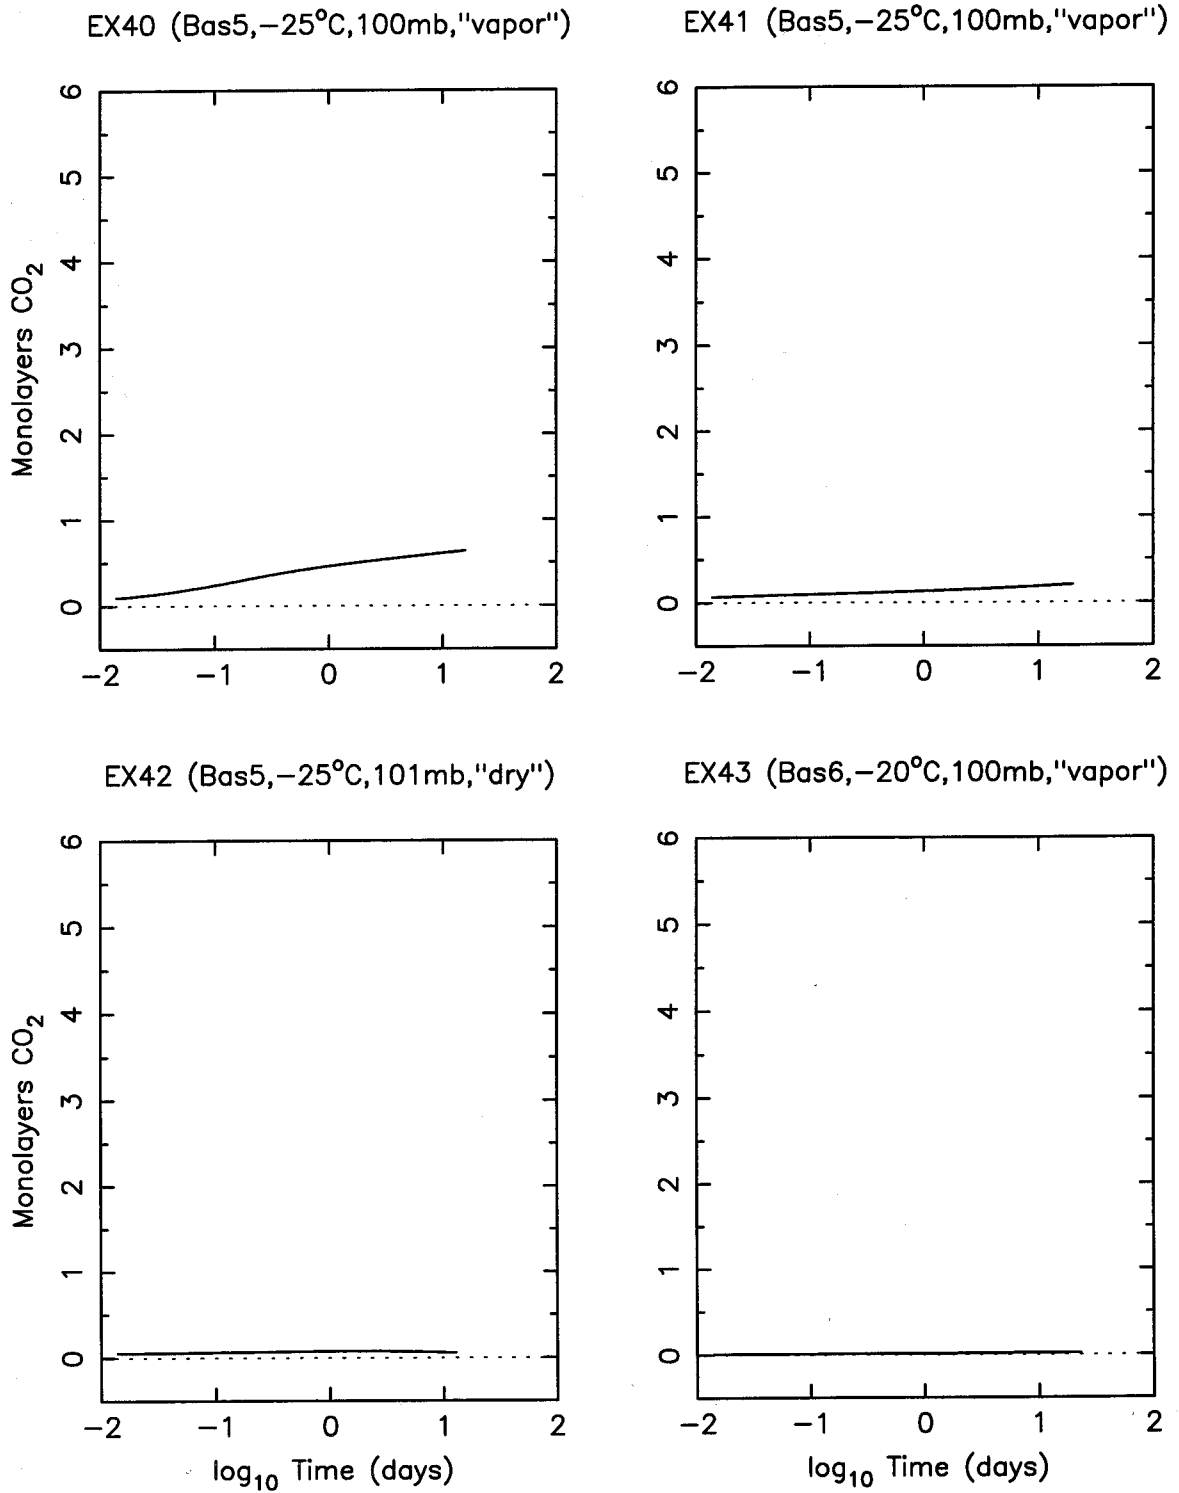 EX40 (Bas5,−25°C,100mb,"vapor")
6
5
4
3
2
1
0
Monolayers CO₂
−2 −1 0 1 2
EX41 (Bas5,−25°C,100mb,"vapor")
6
5
4
3
2
1
0
−2 −1 0 1 2
EX42 (Bas5,−25°C,101mb,"dry")
6
5
4
3
2
1
0
Monolayers CO₂
−2 −1 0 1 2
log₁₀ Time (days)
EX43 (Bas6,−20°C,100mb,"vapor")
6
5
4
3
2
1
0
−2 −1 0 1 2
log₁₀ Time (days)